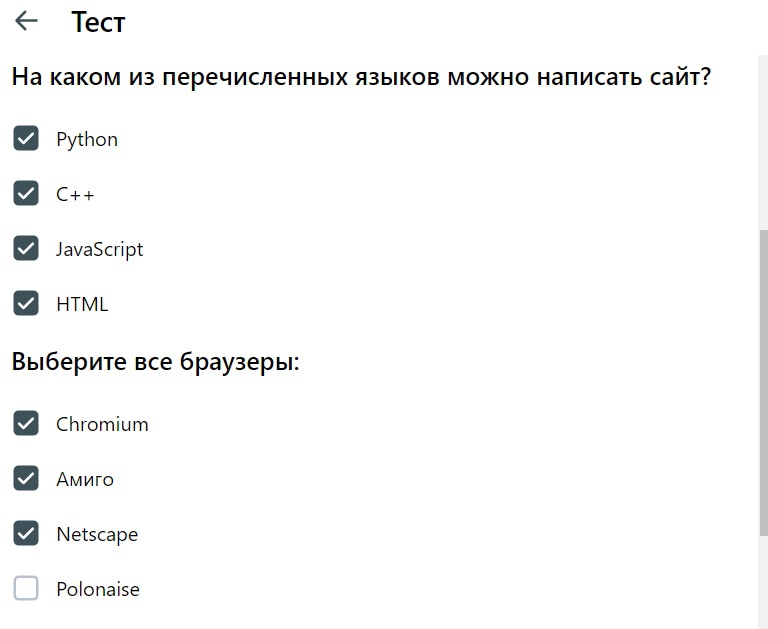 Тест
На каком из перечисленных языков можно написать сайт?
Python
C++
JavaScript
HTML
Выберите все браузеры:
Chromium
Амиго
Netscape
Polonaise